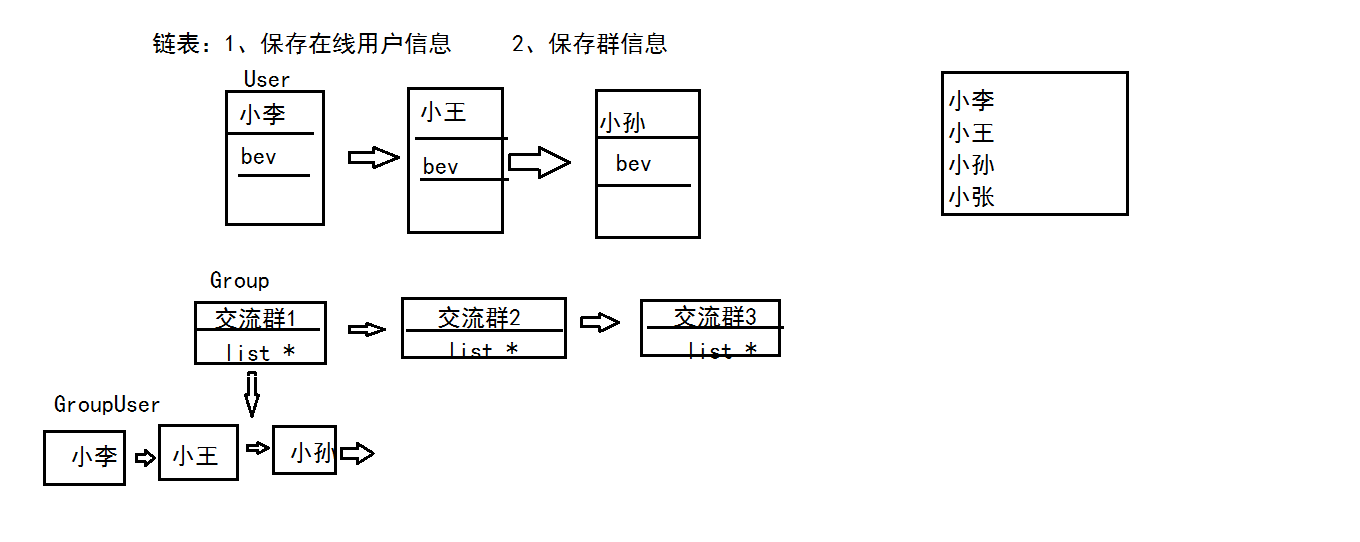 链表：1、保存在线用户信息 2、保存群信息
User
小李
bev
小王
bev
小孙
bev
小李
小王
小孙
小张
Group
交流群1
list *
交流群2
list *
交流群3
list *
GroupUser
小李
小王
小孙